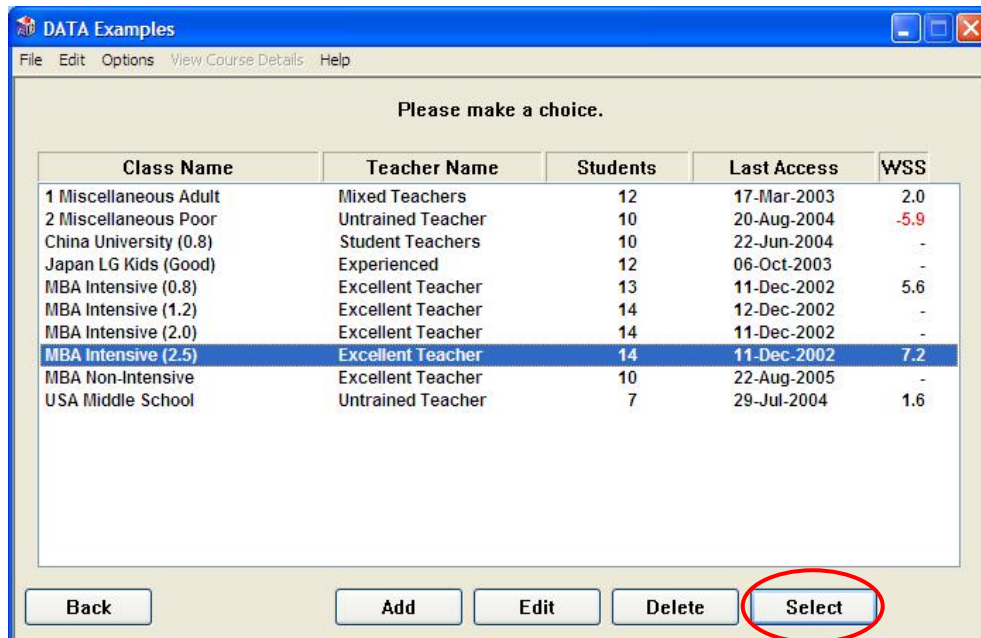 DATA Examples
File Edit Options View Course Details Help
Please make a choice.
Class Name Teacher Name Students Last Access WSS
1 Miscellaneous Adult Mixed Teachers 12 17-Mar-2003 2.0
2 Miscellaneous Poor Untrained Teacher 10 20-Aug-2004 -5.9
China University (0.8) Student Teachers 10 22-Jun-2004 -
Japan LG Kids (Good) Experienced 12 06-Oct-2003 -
MBA Intensive (0.8) Excellent Teacher 13 11-Dec-2002 5.6
MBA Intensive (1.2) Excellent Teacher 14 12-Dec-2002 -
MBA Intensive (2.0) Excellent Teacher 14 11-Dec-2002 -
MBA Intensive (2.5) Excellent Teacher 14 11-Dec-2002 7.2
MBA Non-Intensive Excellent Teacher 10 22-Aug-2005 -
USA Middle School Untrained Teacher 7 29-Jul-2004 1.6
Back Add Edit Delete Select